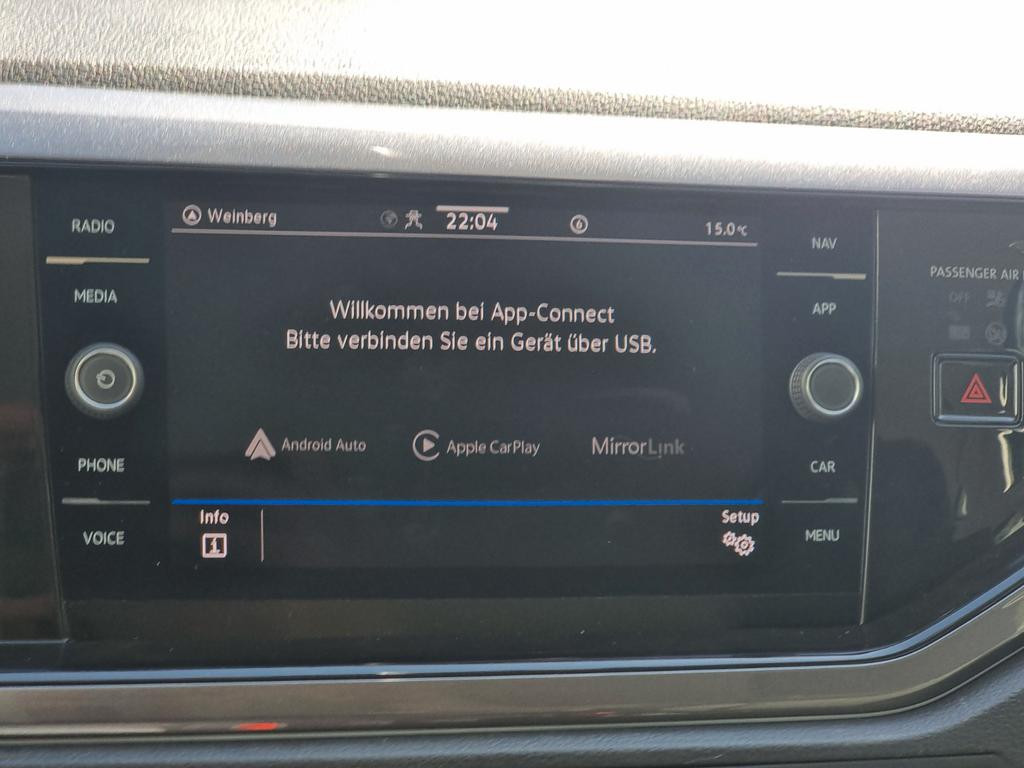 RADIO
MEDIA
PHONE
VOICE
Weinberg
22:04
6
15.0°C
Willkommen bei App-Connect
Bitte verbinden Sie ein Gerät über USB.
Android Auto
Apple CarPlay
MirrorLink
Info
Setup
NAV
APP
CAR
MENU
PASSENGER AIR
OFF